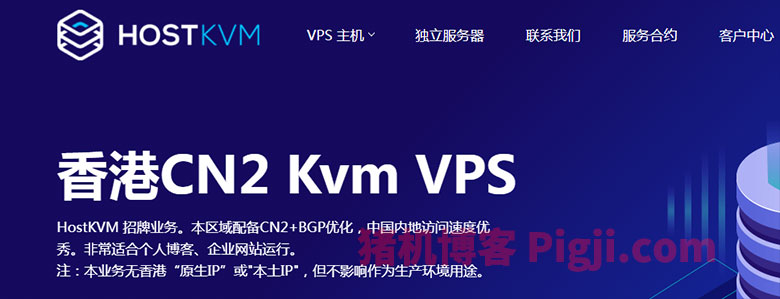 HOSTKVM
VPS 主机 独立服务器 联系我们 服务合约 客户中心
香港CN2 Kvm VPS
HostKVM 招牌业务。本区域配备CN2+BGP优化，中国内地访问速度优
秀。非常适合个人博客、企业网站运行。
注：本业务无香港“原生IP”或"本土IP"，但不影响作为生产环境用途。
猪机博客 Pigji.com